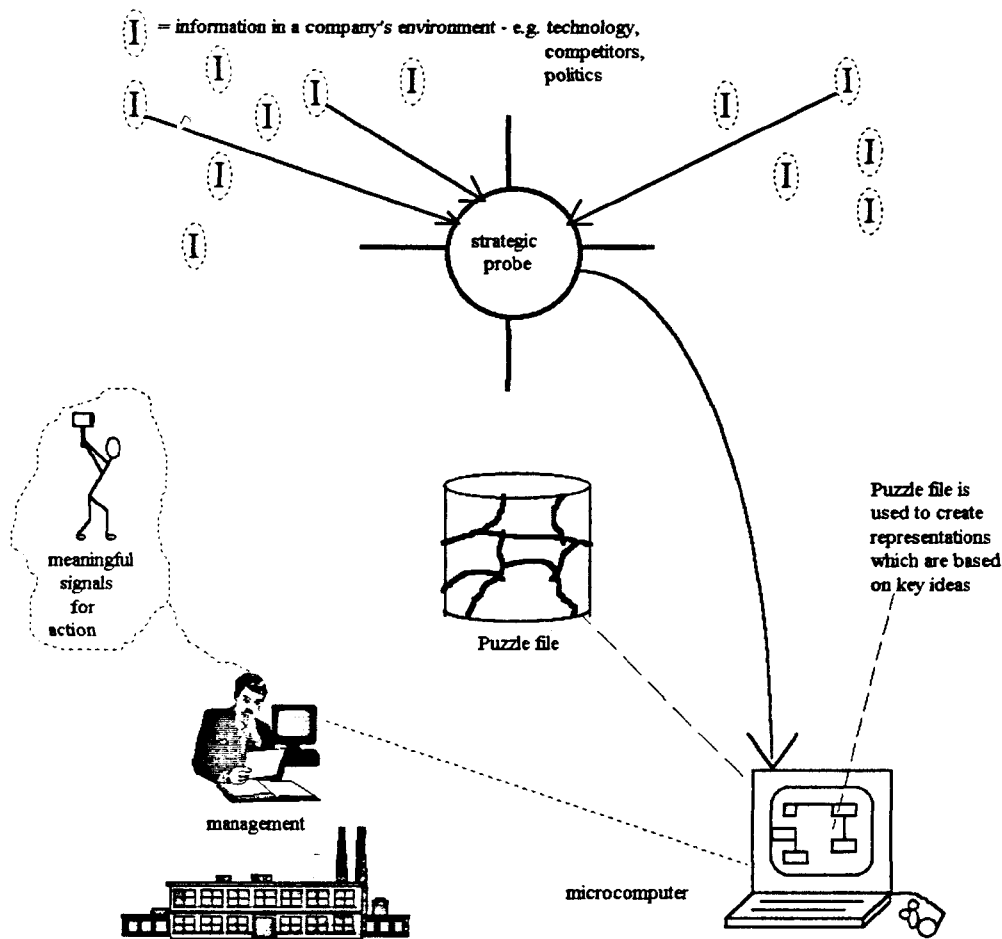 I = information in a company's environment - e.g. technology,
competitors,
politics
I
I
I
I
I
I
I
I
I
I
I
I
strategic
probe
meaningful
signals
for
action
Puzzle file
Puzzle file is
used to create
representations
which are based
on key ideas
management
microcomputer